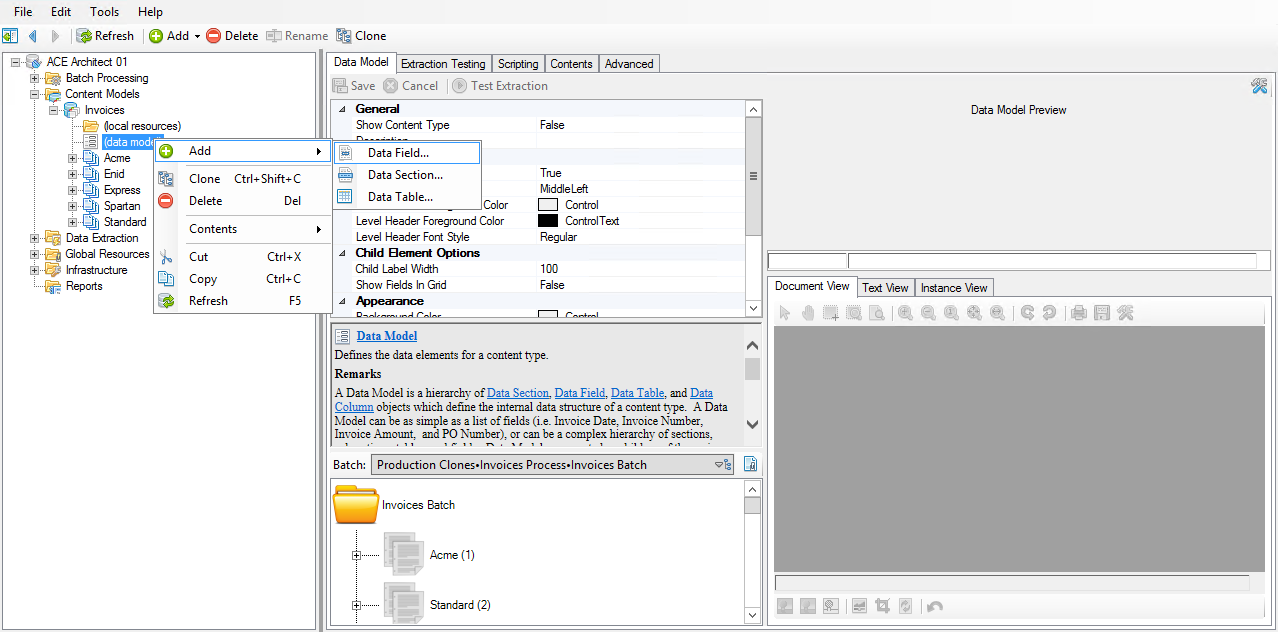 File Edit Tools Help
Refresh Add Delete Rename Clone
ACE Architect 01
Batch Processing
Content Models
Invoices
(local resources)
(data mode
Acme
Enid
Express
Spartan
Standard
Data Extraction
Global Resources
Infrastructure
Reports
Add
Clone Ctrl+Shift+C
Delete Del
Contents
Cut Ctrl+X
Copy Ctrl+C
Refresh F5
Data Field...
Data Section...
Data Table...
Data Model Extraction Testing Scripting Contents Advanced
Save Cancel Test Extraction
General
Show Content Type False
Description
True
MiddleLeft
Color Control
Level Header Foreground Color ControlText
Level Header Font Style Regular
Child Element Options
Child Label Width 100
Show Fields In Grid False
Appearance
Background Color Control
Data Model
Defines the data elements for a content type.
Remarks
A Data Model is a hierarchy of Data Section, Data Field, Data Table, and Data
Column objects which define the internal data structure of a content type. A Data
Model can be as simple as a list of fields (i.e. Invoice Date, Invoice Number,
Invoice Amount, and PO Number), or can be a complex hierarchy of sections,
Batch: Production Clones•Invoices Process•Invoices Batch
Invoices Batch
Acme (1)
Standard (2)
Data Model Preview
Document View Text View Instance View